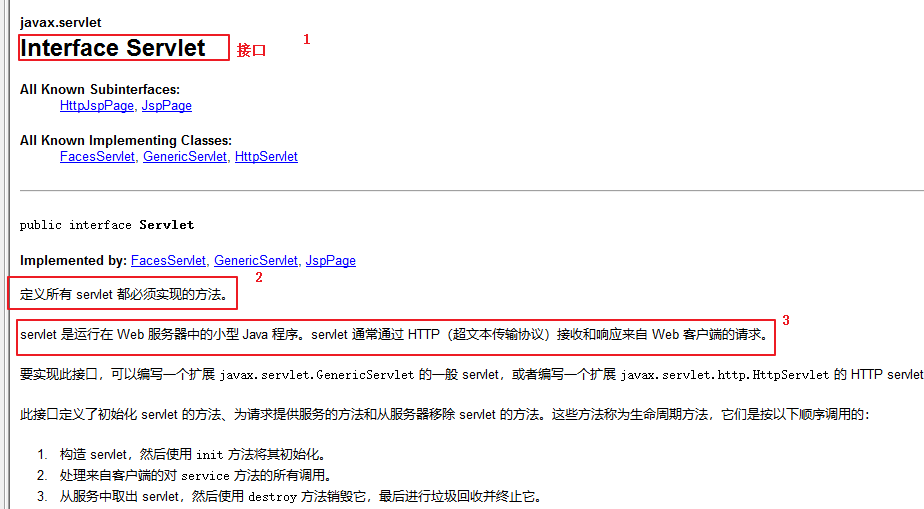 javax.servlet
Interface Servlet 接口 1
All Known Subinterfaces:
HttpJspPage, JspPage
All Known Implementing Classes:
FacesServlet, GenericServlet, HttpServlet
public interface Servlet
Implemented by: FacesServlet, GenericServlet, JspPage
2
定义所有 servlet 都必须实现的方法。
3
servlet 是运行在 Web 服务器中的小型 Java 程序。servlet 通常通过 HTTP（超文本传输协议）接收和响应来自 Web 客户端的请求。
要实现此接口，可以编写一个扩展 javax.servlet.GenericServlet 的一般 servlet，或者编写一个扩展 javax.servlet.http.HttpServlet 的 HTTP servlet
此接口定义了初始化 servlet 的方法、为请求提供服务的方法和从服务器移除 servlet 的方法。这些方法称为生命周期方法，它们是按以下顺序调用的：
1. 构造 servlet，然后使用 init 方法将其初始化。
2. 处理来自客户端的对 service 方法的所有调用。
3. 从服务中取出 servlet，然后使用 destroy 方法销毁它，最后进行垃圾回收并终止它。